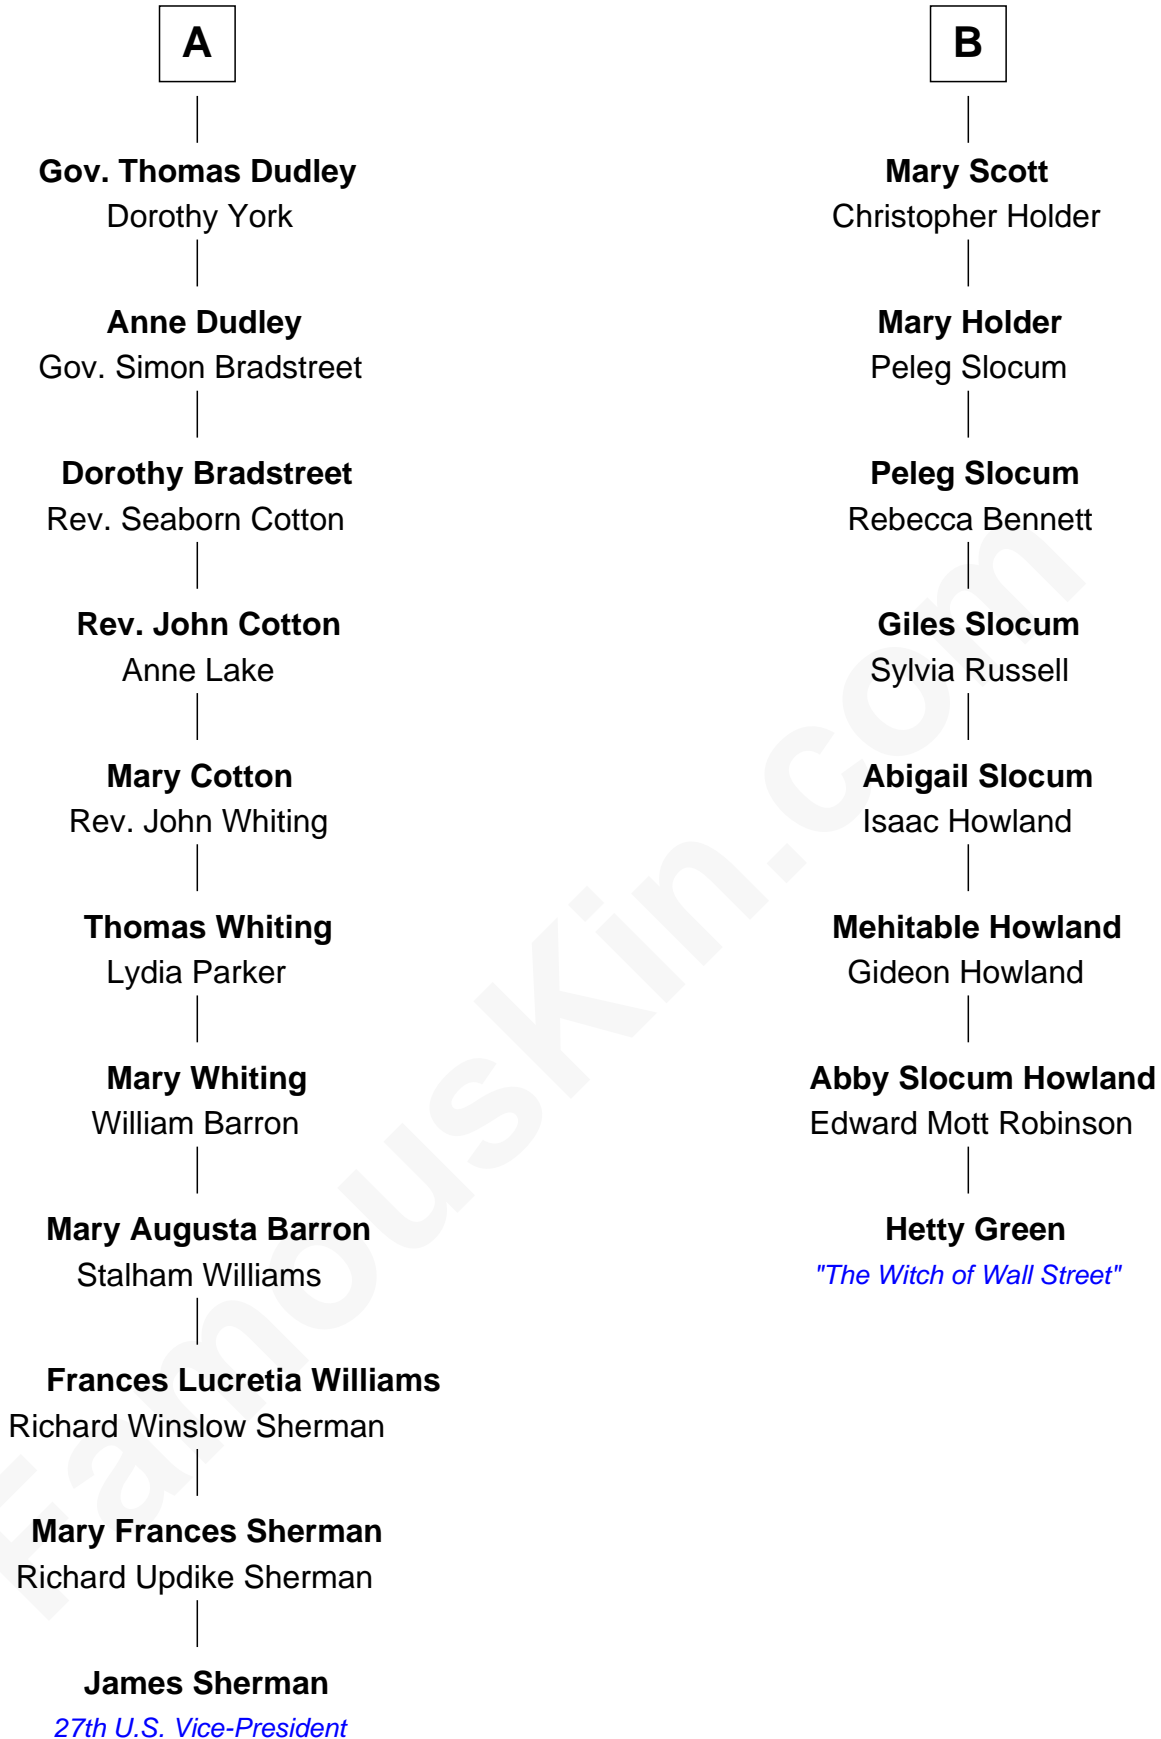 A
Gov. Thomas Dudley
Dorothy York
Anne Dudley
Gov. Simon Bradstreet
Dorothy Bradstreet
Rev. Seaborn Cotton
Rev. John Cotton
Anne Lake
Mary Cotton
Rev. John Whiting
Thomas Whiting
Lydia Parker
Mary Whiting
William Barron
Mary Augusta Barron
Stalham Williams
Frances Lucretia Williams
Richard Winslow Sherman
Mary Frances Sherman
Richard Updike Sherman
James Sherman
27th U.S. Vice-President
B
Mary Scott
Christopher Holder
Mary Holder
Peleg Slocum
Peleg Slocum
Rebecca Bennett
Giles Slocum
Sylvia Russell
Abigail Slocum
Isaac Howland
Mehitable Howland
Gideon Howland
Abby Slocum Howland
Edward Mott Robinson
Hetty Green
"The Witch of Wall Street"
FamousKin.com